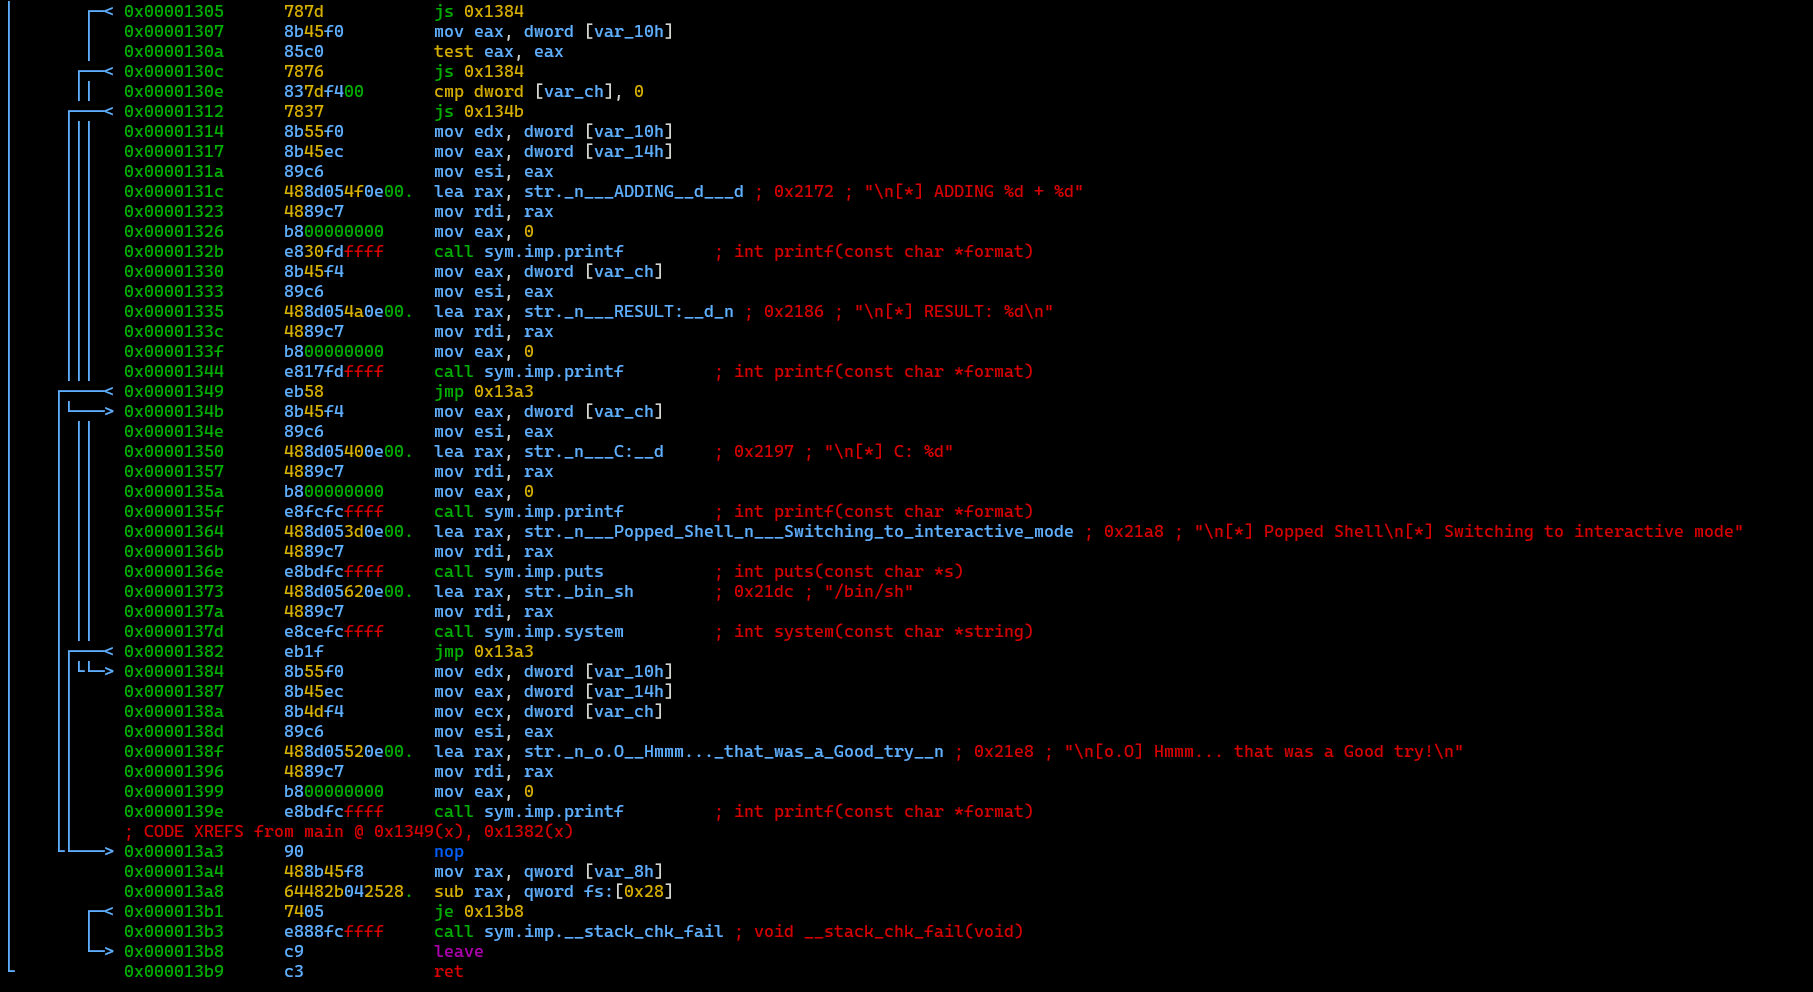 0x00001305 787d js 0x1384
0x00001307 8b45f0 mov eax, dword [var_10h]
0x0000130a 85c0 test eax, eax
0x0000130c 7876 js 0x1384
0x0000130e 837df400 cmp dword [var_ch], 0
0x00001312 7837 js 0x134b
0x00001314 8b55f0 mov edx, dword [var_10h]
0x00001317 8b45ec mov eax, dword [var_14h]
0x0000131a 89c6 mov esi, eax
0x0000131c 488d054f0e00. lea rax, str._n___ADDING__d___d ; 0x2172 ; "\n[*] ADDING %d + %d"
0x00001323 4889c7 mov rdi, rax
0x00001326 b800000000 mov eax, 0
0x0000132b e830fdffff call sym.imp.printf ; int printf(const char *format)
0x00001330 8b45f4 mov eax, dword [var_ch]
0x00001333 89c6 mov esi, eax
0x00001335 488d054a0e00. lea rax, str._n___RESULT:__d_n ; 0x2186 ; "\n[*] RESULT: %d\n"
0x0000133c 4889c7 mov rdi, rax
0x0000133f b800000000 mov eax, 0
0x00001344 e817fdffff call sym.imp.printf ; int printf(const char *format)
0x00001349 eb58 jmp 0x13a3
0x0000134b 8b45f4 mov eax, dword [var_ch]
0x0000134e 89c6 mov esi, eax
0x00001350 488d05400e00. lea rax, str._n___C:__d ; 0x2197 ; "\n[*] C: %d"
0x00001357 4889c7 mov rdi, rax
0x0000135a b800000000 mov eax, 0
0x0000135f e8fcfcffff call sym.imp.printf ; int printf(const char *format)
0x00001364 488d053d0e00. lea rax, str._n___Popped_Shell_n___Switching_to_interactive_mode ; 0x21a8 ; "\n[*] Popped Shell\n[*] Switching to interactive mode"
0x0000136b 4889c7 mov rdi, rax
0x0000136e e8bdfcffff call sym.imp.puts ; int puts(const char *s)
0x00001373 488d05620e00. lea rax, str._bin_sh ; 0x21dc ; "/bin/sh"
0x0000137a 4889c7 mov rdi, rax
0x0000137d e8cefcffff call sym.imp.system ; int system(const char *string)
0x00001382 eb1f jmp 0x13a3
0x00001384 8b55f0 mov edx, dword [var_10h]
0x00001387 8b45ec mov eax, dword [var_14h]
0x0000138a 8b4df4 mov ecx, dword [var_ch]
0x0000138d 89c6 mov esi, eax
0x0000138f 488d05520e00. lea rax, str._n_o.O__Hmmm..._that_was_a_Good_try__n ; 0x21e8 ; "\n[o.O] Hmmm... that was a Good try!\n"
0x00001396 4889c7 mov rdi, rax
0x00001399 b800000000 mov eax, 0
0x0000139e e8bdfcffff call sym.imp.printf ; int printf(const char *format)
; CODE XREFS from main @ 0x1349(x), 0x1382(x)
0x000013a3 90 nop
0x000013a4 488b45f8 mov rax, qword [var_8h]
0x000013a8 64482b042528. sub rax, qword fs:[0x28]
0x000013b1 7405 je 0x13b8
0x000013b3 e888fcffff call sym.imp.__stack_chk_fail ; void __stack_chk_fail(void)
0x000013b8 c9 leave
0x000013b9 c3 ret